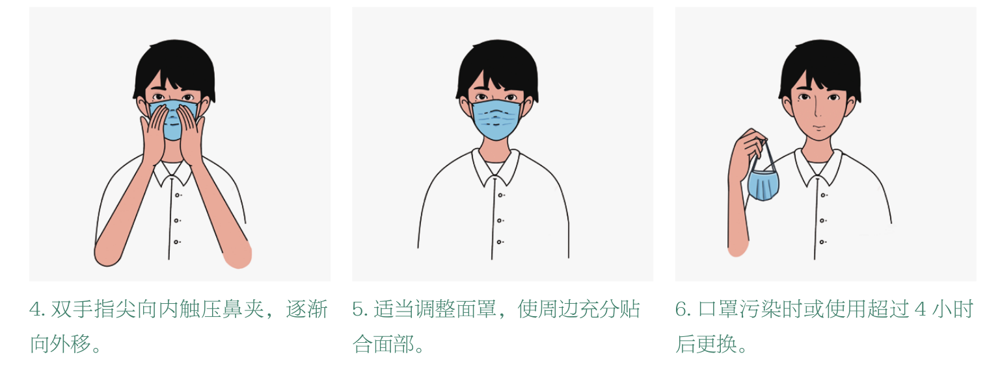 4. 双手指尖向内触压鼻夹，逐渐
向外移。
5. 适当调整面罩，使周边充分贴
合面部。
6. 口罩污染时或使用超过 4 小时
后更换。